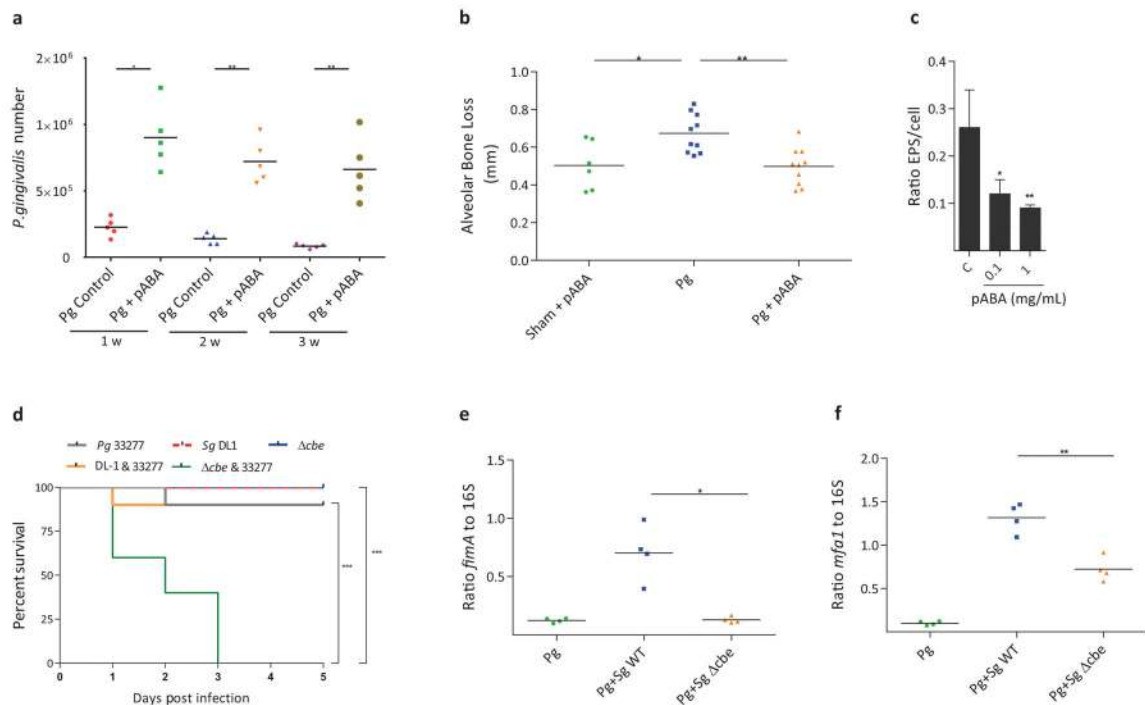 a
P.gingivalis number
2×10⁶
1×10⁶
5×10⁵
0
*
**
**
Pg Control
Pg + pABA
Pg Control
Pg + pABA
Pg Control
Pg + pABA
1 w
2 w
3 w
b
Alveolar Bone Loss
(mm)
1.0
0.8
0.6
0.4
0.2
0.0
*
**
Sham + pABA
Pg
Pg + pABA
c
Ratio EPS/cell
0.4
0.3
0.2
0.1
*
**
C
0.1
1
pABA (mg/mL)
d
Pg 33277
Sg DL1
Δcbe
DL-1 & 33277
Δcbe & 33277
Percent survival
100
75
50
25
0
0
1
2
3
4
5
Days post infection
***
***
e
Ratio fimA to 16S
1.5
1.0
0.5
*
Pg
Pg+Sg WT
Pg+Sg Δcbe
f
Ratio mfa1 to 16S
2.0
1.5
1.0
0.5
**
Pg
Pg+Sg WT
Pg+Sg Δcbe